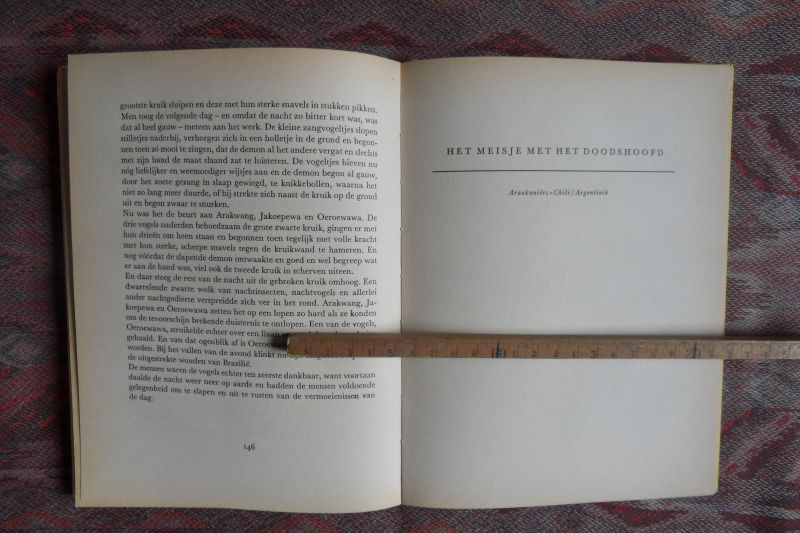 grootste kruik sluipen en deze met hun sterke snavels in stukken pikken.
Men toog de volgende dag – en omdat de nacht zo bitter kort was, was
dat al heel gauw – meteen aan het werk. De kleine zangvogeltjes slopen
stilletjes naderbij, verborgen zich in een holletje in de grond en begon-
nen toen zó mooi te zingen, dat de demon al het andere vergat en slechts
met zijn hand de maat slaand zat te luisteren. De vogeltjes hieven nu
nóg liefelijker en weemoediger wijsjes aan en de demon begon al gauw,
door het zoete gezang in slaap gewiegd, te knikkebollen, waarna het
niet zo lang meer duurde, of hij strekte zich naast de kruik op de grond
uit en begon zwaar te snurken.
Nu was het de beurt aan Arakwang, Jakoepewa en Oeroewawa. De
drie vogels naderden behoedzaam de grote zwarte kruik, gingen er met
hun drieën om heen staan en begonnen toen tegelijk met volle kracht
met hun sterke, scherpe snavels tegen de kruikwand te hameren. En
nog vóórdat de slapende demon ontwaakte en goed en wel begreep wat
er aan de hand was, viel ook de tweede kruik in scherven uiteen.
En daar steeg de rest van de nacht uit de gebroken kruik omhoog. Een
dwarrelende zwarte wolk van nachtinsecten, nachtvogels en allerlei
ander nachtgedierte verspreidde zich ver in het rond. Arakwang, Ja-
koepewa en Oeroewawa zetten het op een lopen zo hard als ze konden
om de tevoorschijn brekende duisternis te ontlopen. Een van de vogels,
Oeroewawa, struikelde echter over een liaan
gehaald. En van dat ogenblik af is
worden. Bij het vallen van de avond klinkt
de uitgestrekte wouden van Brazilië.
De mensen waren de vogels echter ten zeerste dankbaar, want voortaan
daalde de nacht weer neer op aarde en hadden de mensen voldoende
gelegenheid om te slapen en uit te rusten van de vermoeienissen van
de dag.
146
HET MEISJE MET HET DOODSHOOFD
Araukaniërs - Chili / Argentinië